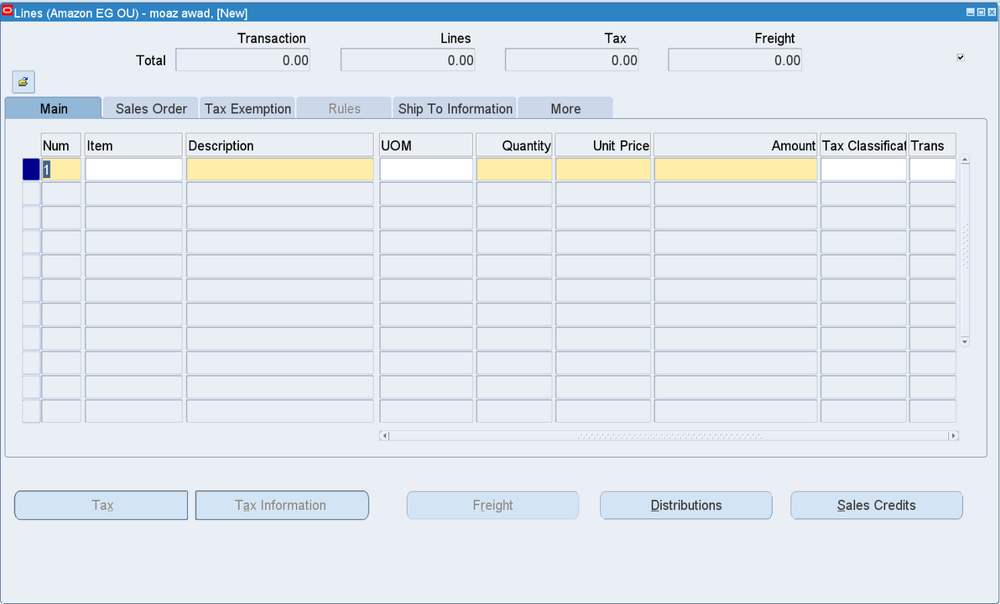 Lines (Amazon EG OU) - moaz awad, [New]
Transaction Lines Tax Freight
Total 0.00 0.00 0.00 0.00
Main Sales Order Tax Exemption Rules Ship To Information More
Num Item Description UOM Quantity Unit Price Amount Tax Classificat Trans
1
Tax Tax Information Freight Distributions Sales Credits